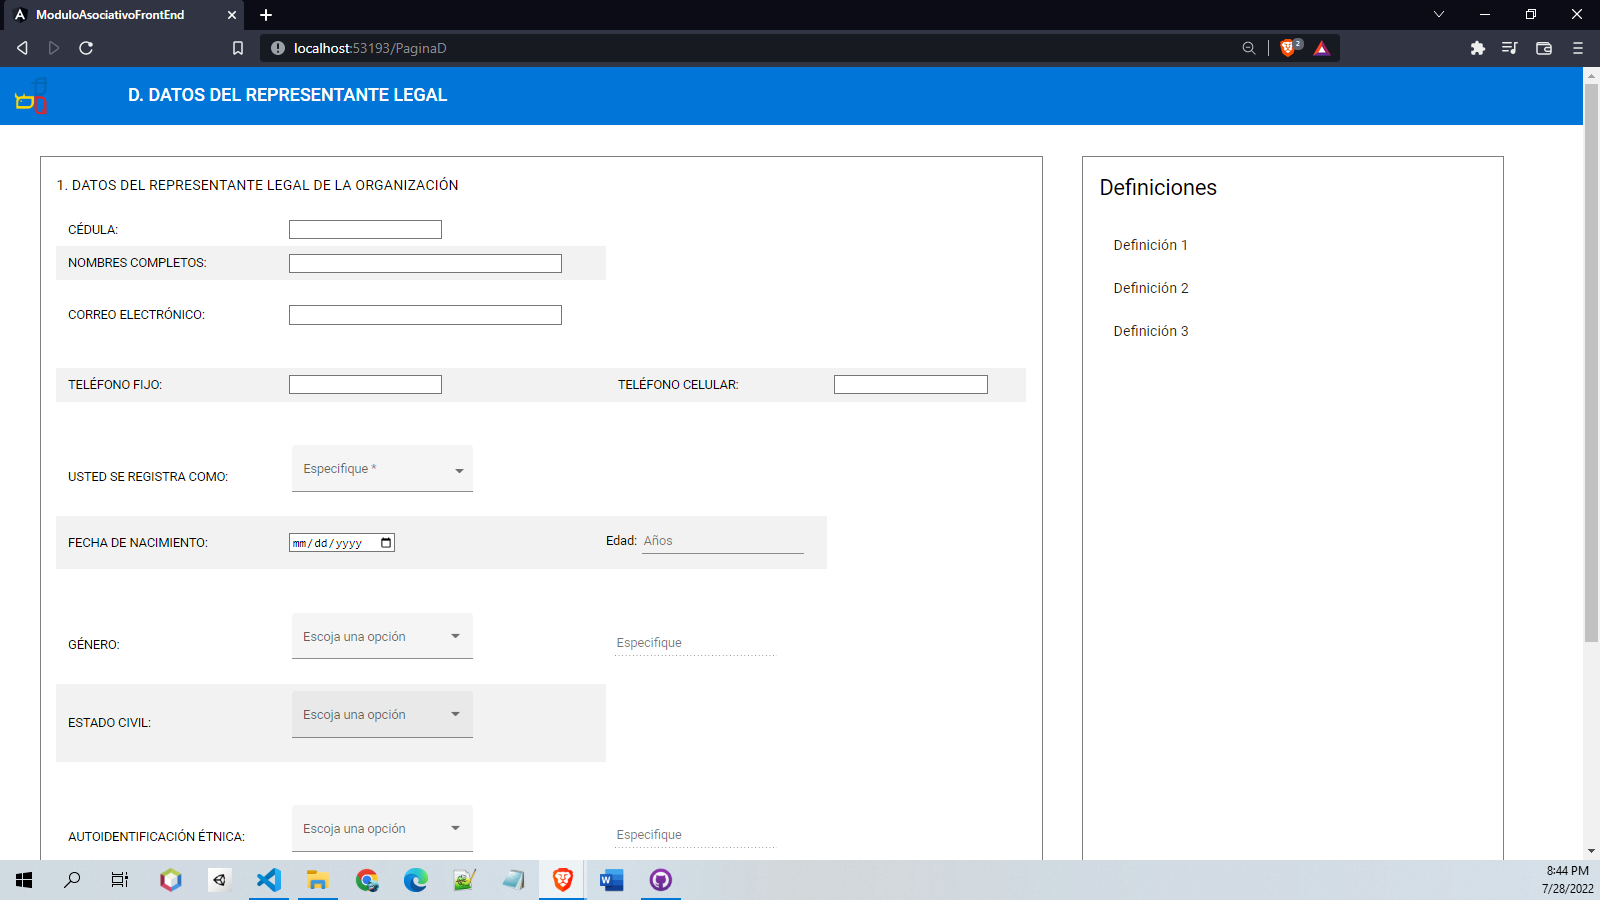 ModuloAsociativoFrontEnd
localhost:53193/PaginaD
2
D. DATOS DEL REPRESENTANTE LEGAL
1. DATOS DEL REPRESENTANTE LEGAL DE LA ORGANIZACIÓN
CÉDULA:
NOMBRES COMPLETOS:
CORREO ELECTRÓNICO:
TELÉFONO FIJO: TELÉFONO CELULAR:
USTED SE REGISTRA COMO: Especifique *
FECHA DE NACIMIENTO: mm/dd/yyyy Edad: Años
GÉNERO: Escoja una opción Especifique
ESTADO CIVIL: Escoja una opción
AUTOIDENTIFICACIÓN ÉTNICA: Escoja una opción Especifique
Definiciones
Definición 1
Definición 2
Definición 3
8:44 PM
7/28/2022